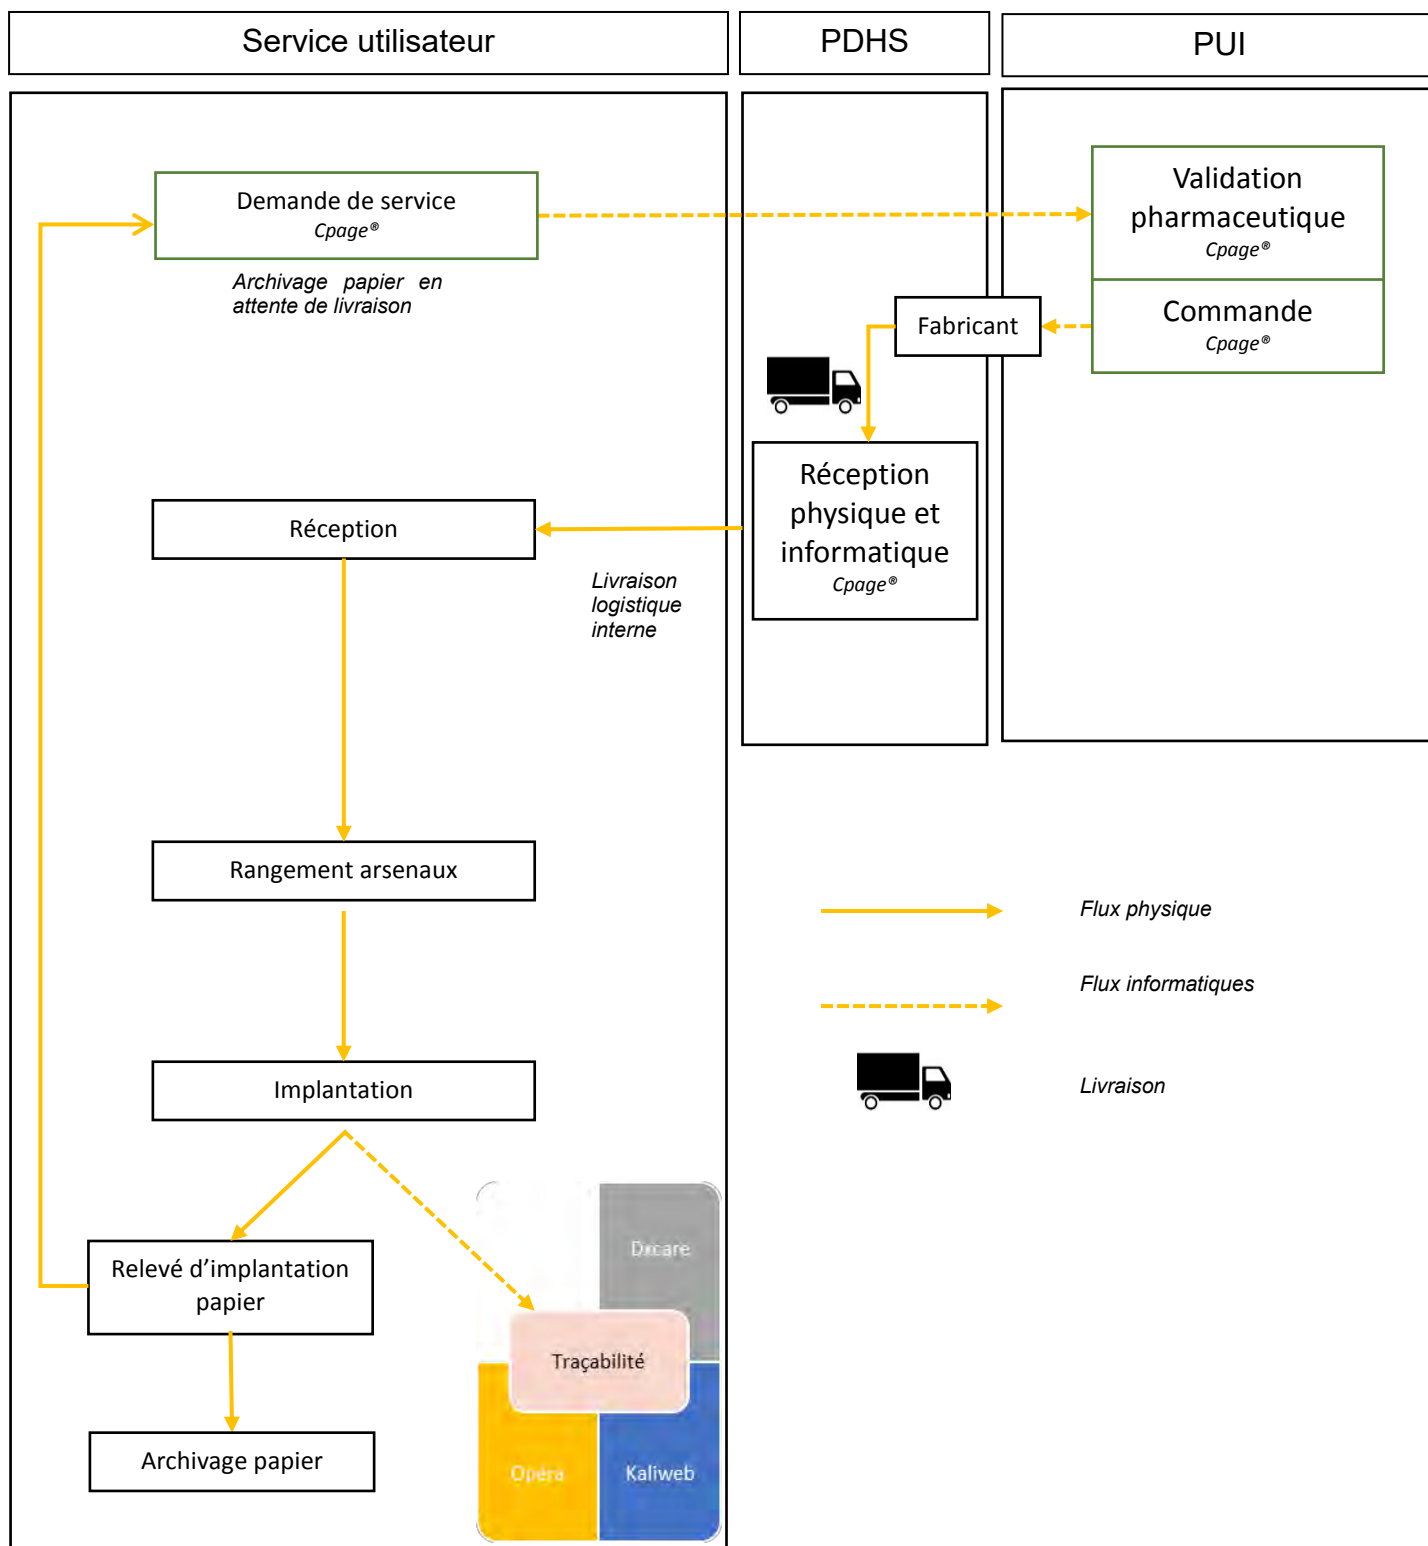 Service utilisateur
PDHS
PUI
Demande de service
Cpage®
Archivage papier en
attente de livraison
Validation
pharmaceutique
Cpage®
Commande
Cpage®
Fabricant
Réception
physique et
informatique
Cpage®
Réception
Livraison
logistique
interne
Rangement arsenaux
Flux physique
Flux informatiques
Implantation
Livraison
Relevé d'implantation
papier
Dxcare
Traçabilité
Opéra
Kaliweb
Archivage papier